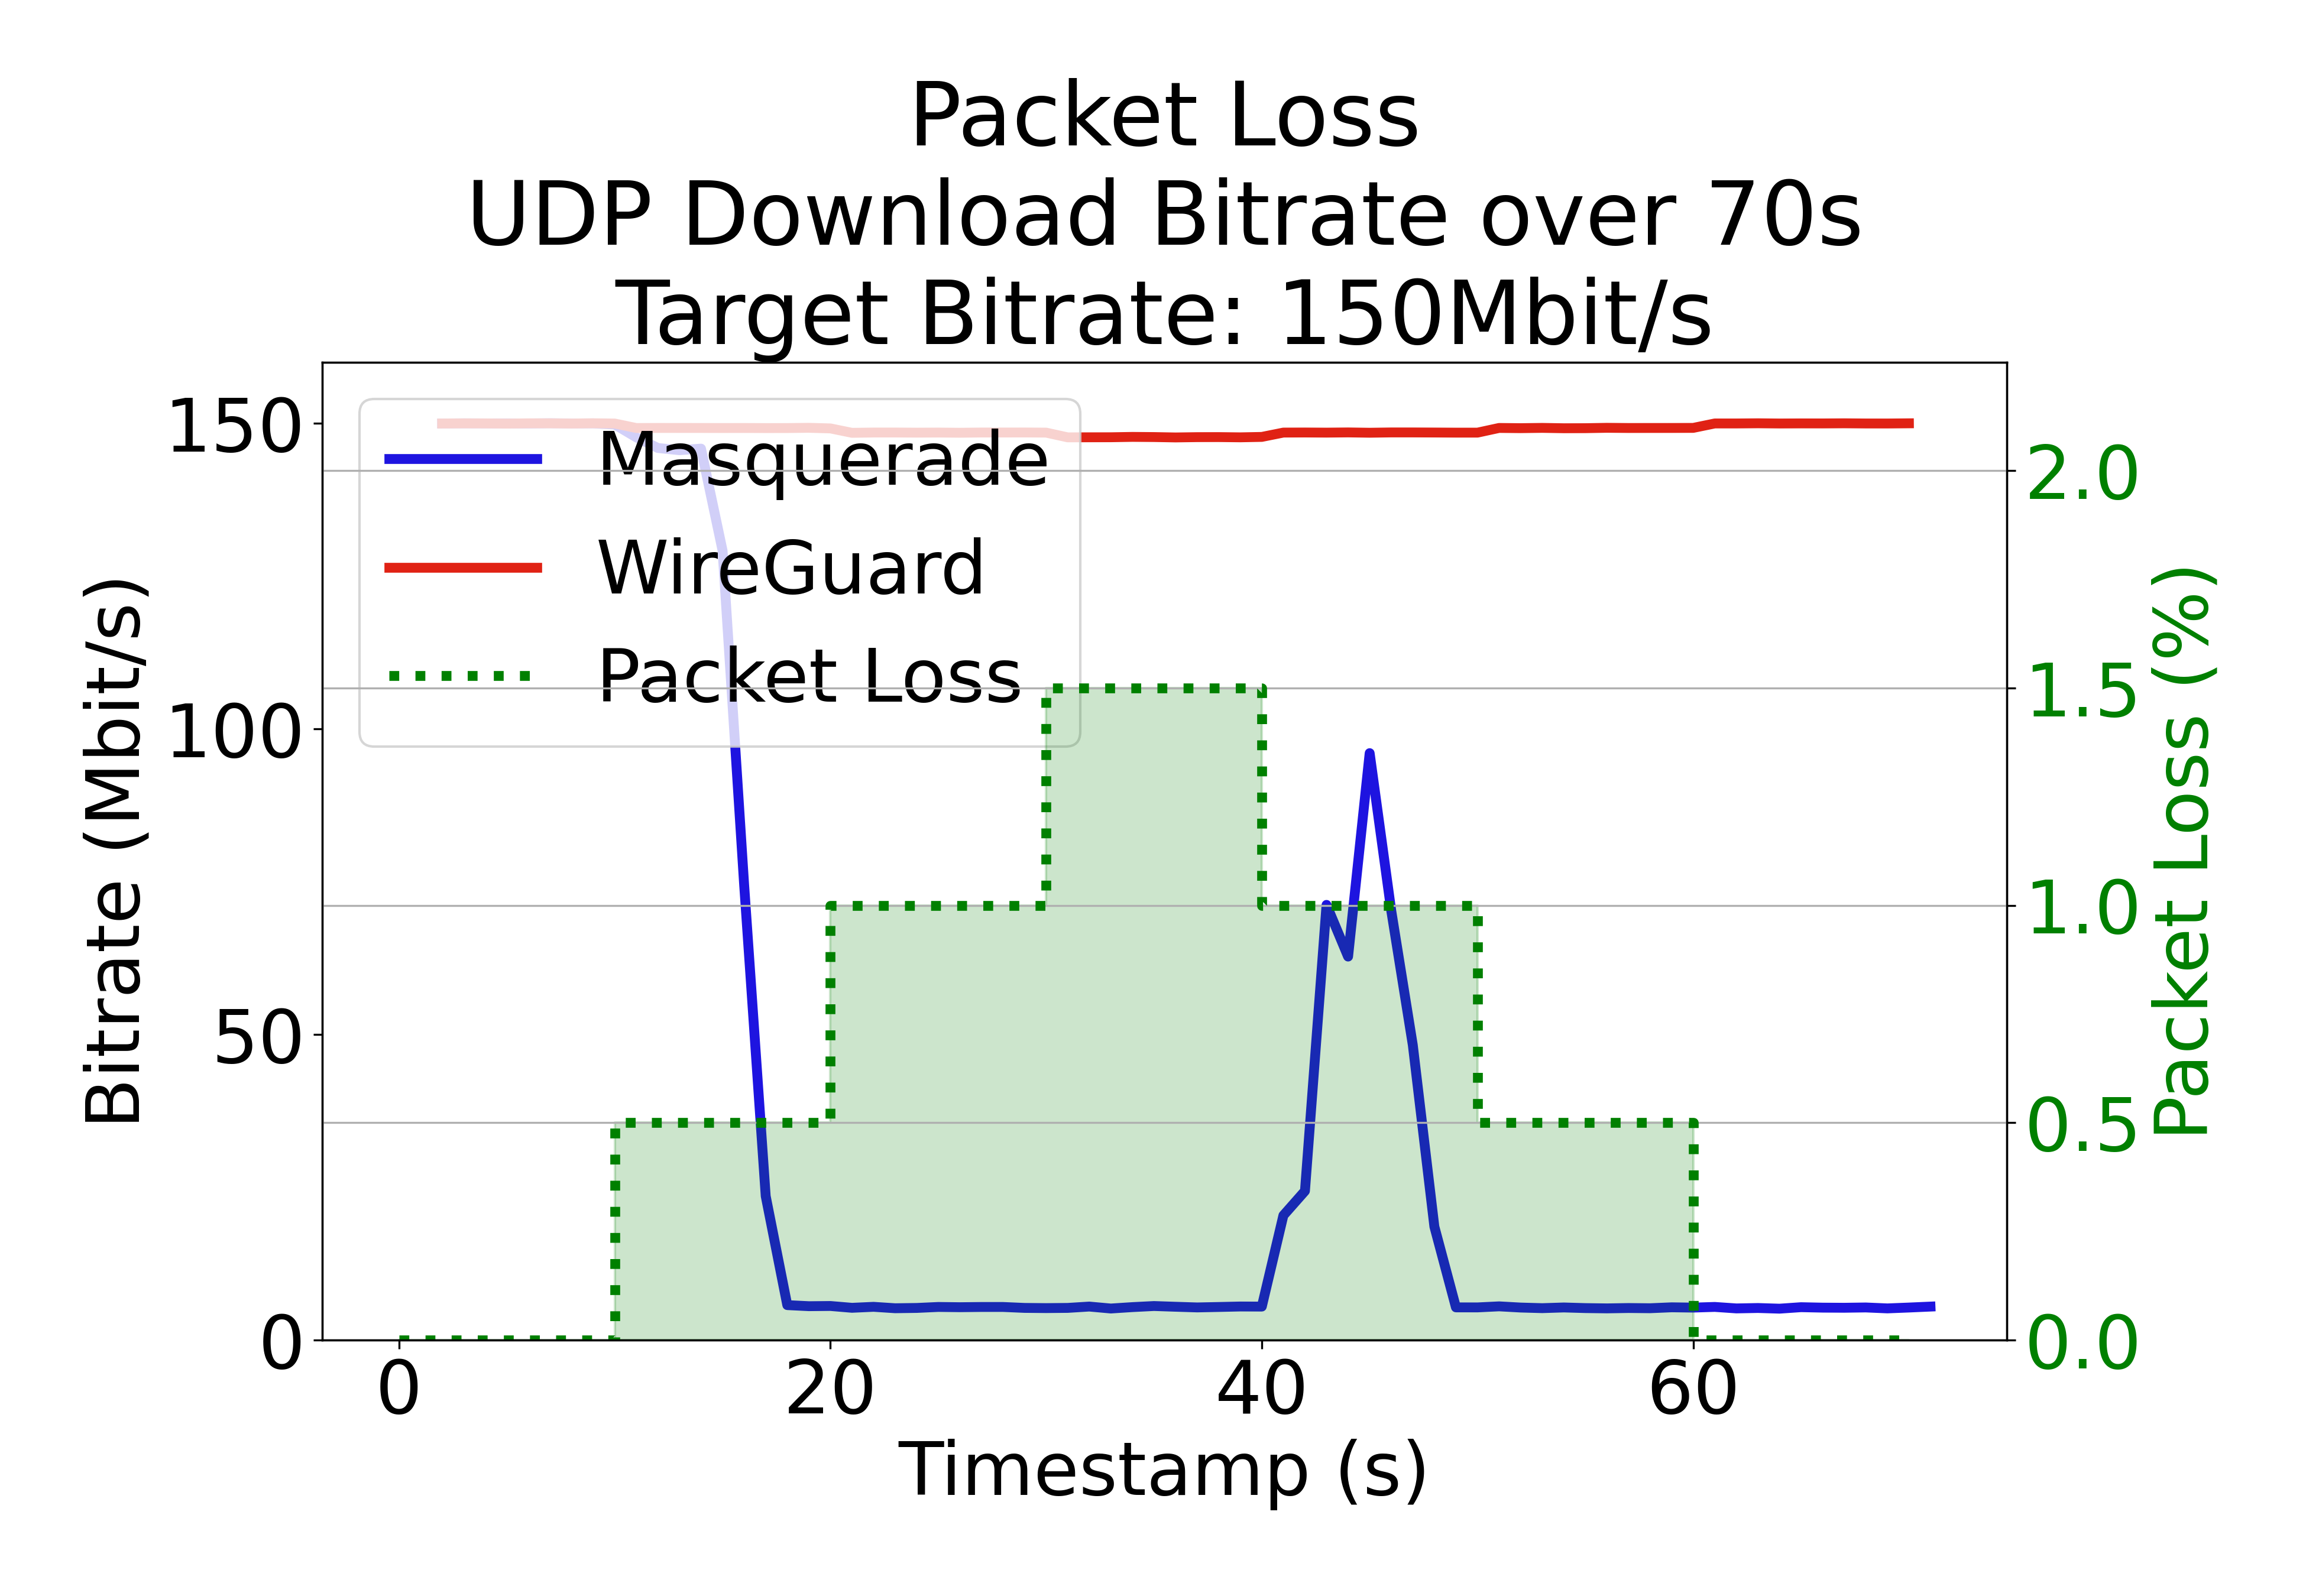 Packet Loss
UDP Download Bitrate over 70s
Target Bitrate: 150Mbit/s
Masquerade
WireGuard
Packet Loss
Bitrate (Mbit/s)
150
100
50
0
0 20 40 60
Timestamp (s)
2.0
1.5
1.0
0.5
0.0
Packet Loss (%)